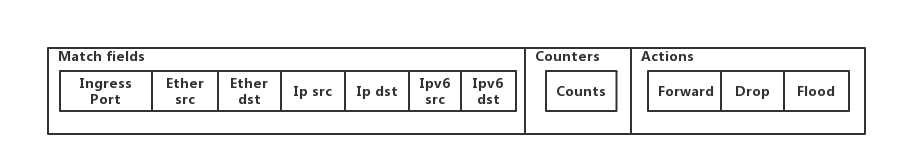 Match fields
Counters
Actions
Ingress
Port
Ether
src
Ether
dst
Ip src
Ip dst
Ipv6
src
Ipv6
dst
Counts
Forward
Drop
Flood